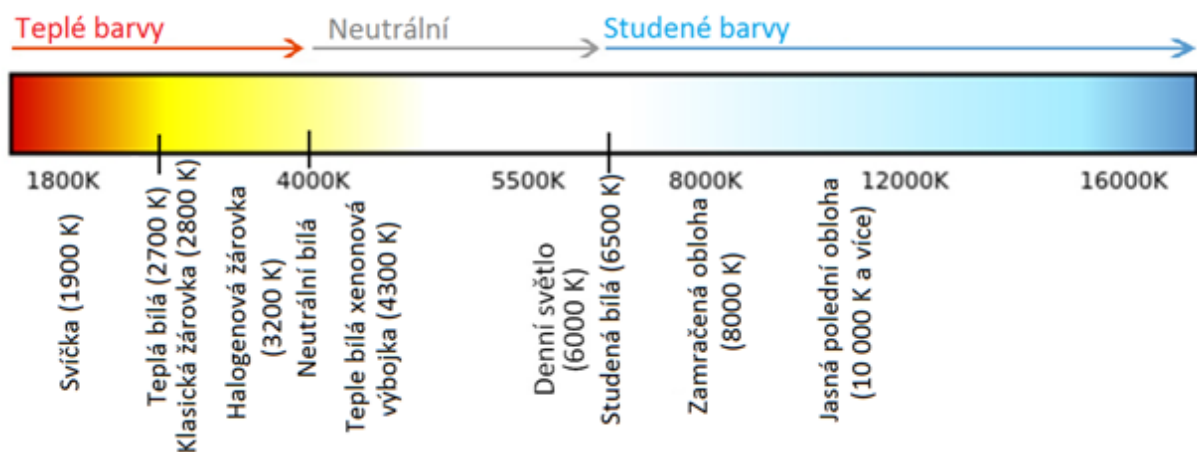 Teplé barvy
Neutrální
Studené barvy
1800K
4000K
5500K
8000K
12000K
16000K
Svíčka (1900 K)
Teplá bílá (2700 K)
Klasická žárovka (2800 K)
Halogenová žárovka
(3200 K)
Neutrální bílá
Teple bílá xenonová
výbojka (4300 K)
Denní světlo
(6000 K)
Studená bílá (6500 K)
Zamračená obloha
(8000 K)
Jasná polední obloha
(10 000 K a více)